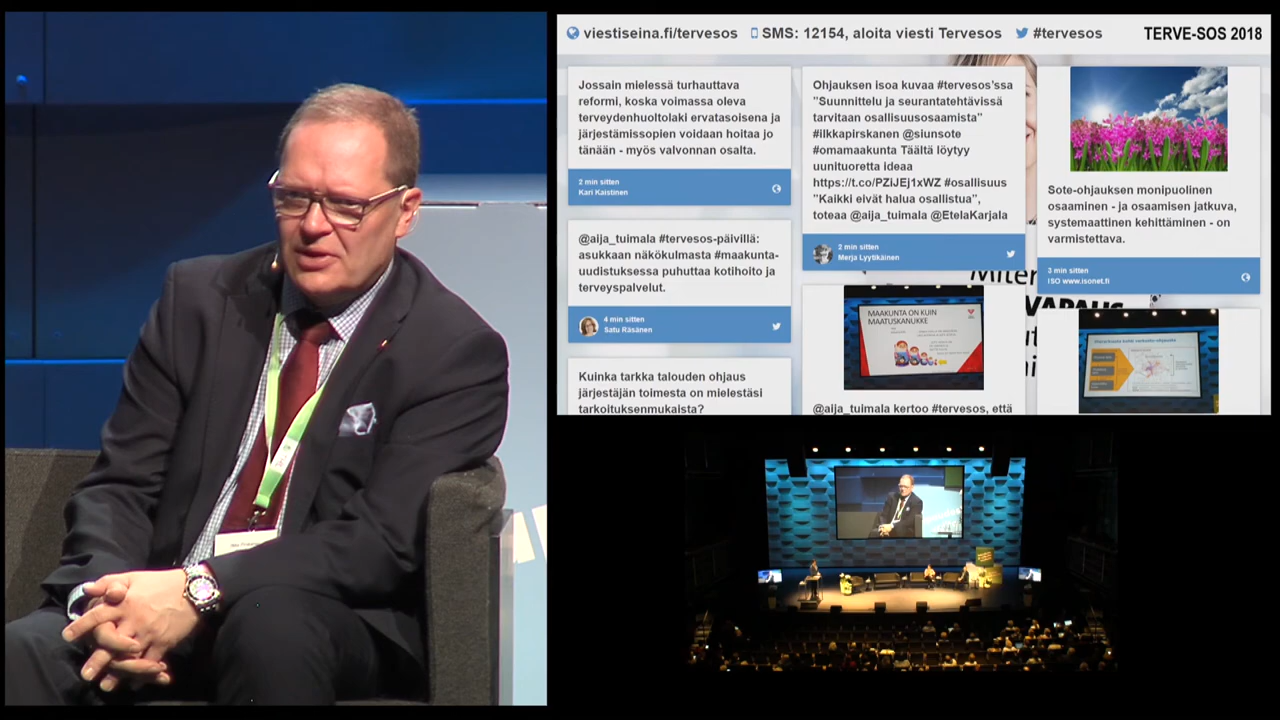 viestiseina.fi/tervesos SMS: 12154, aloita viesti Tervesos #tervesos TERVE-SOS 2018
Jossain mielessä turhauttava
reformi, koska voimassa oleva
terveydenhuoltolaki ervatasoisena ja
järjestämissopien voidaan hoitaa jo
tänään - myös valvonnan osalta.
2 min sitten
Kari Kaistinen
@aija_tuimala #tervesos-päivillä:
asukkaan näkökulmasta #maakunta-
uudistuksessa puhuttaa kotihoito ja
terveyspalvelut.
4 min sitten
Satu Räsänen
Kuinka tarkka talouden ohjaus
järjestäjän toimesta on mielestäsi
tarkoituksenmukaista?
Ohjauksen isoa kuvaa #tervesos'ssa
"Suunnittelu ja seurantatehtävissä
tarvitaan osallisuusosaamista"
#ilkkapirskanen @siunsote
#omamaakunta Täältä löytyy
uunituoretta ideaa
https://t.co/PZiJEj1xWZ #osallisuus
"Kaikki eivät halua osallistua",
toteaa @aija_tuimala @EtelaKarjala
2 min sitten
Merja Lyytikäinen
MAAKUNTA ON KUIN
MAATUSKANUKKE
@aija_tuimala kertoo #tervesos, että
Sote-ohjauksen monipuolinen
osaaminen - ja osaamisen jatkuva,
systemaattinen kehittäminen - on
varmistettava.
3 min sitten
ISO www.isonet.fi
Miten
VAPAUS